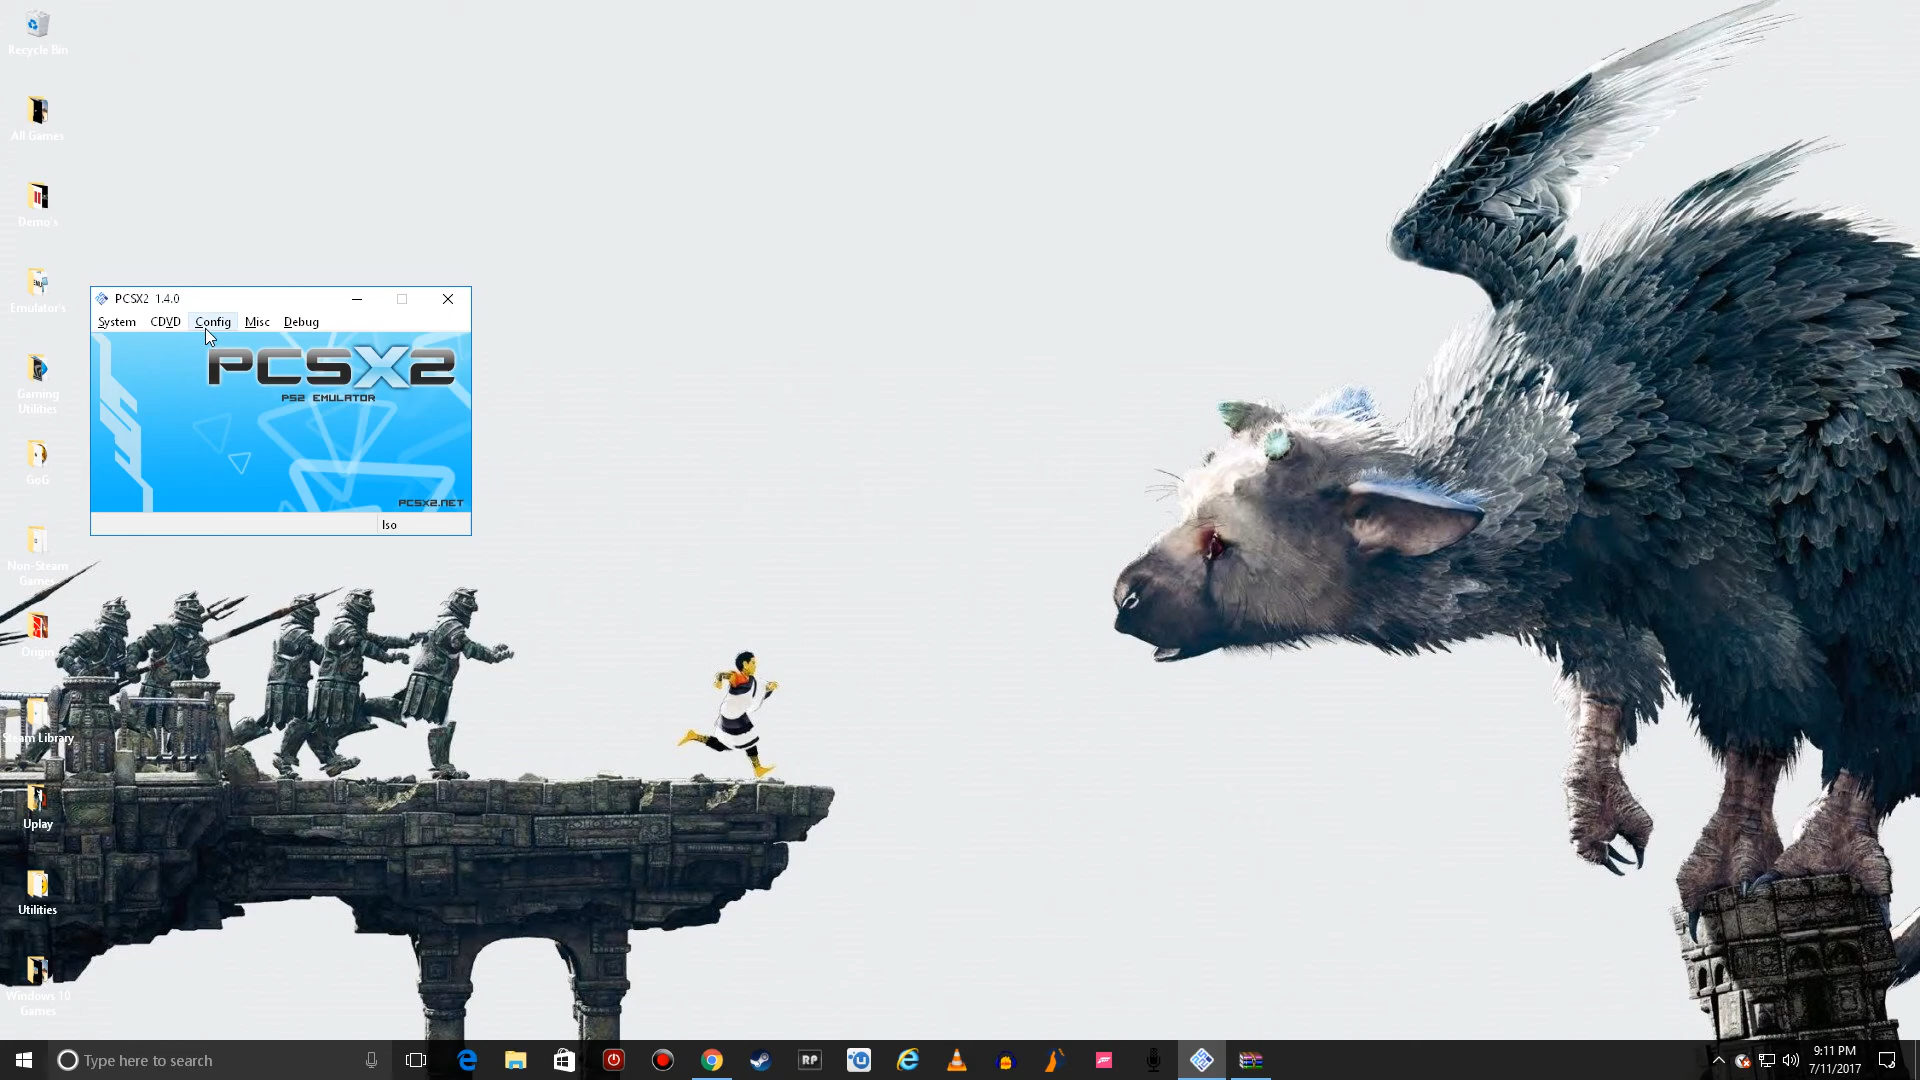 Recycle Bin
All Games
Demo's
Emulator's
Gaming
Utilities
GoG
Non-Steam
Games
Origin
Steam Library
Uplay
Utilities
Windows 10
Games
PCSX2 1.4.0
System CDVD Config Misc Debug
PCSX2
PS2 EMULATOR
PCSX2.NET
Iso
Type here to search
RP
9:11 PM
7/11/2017